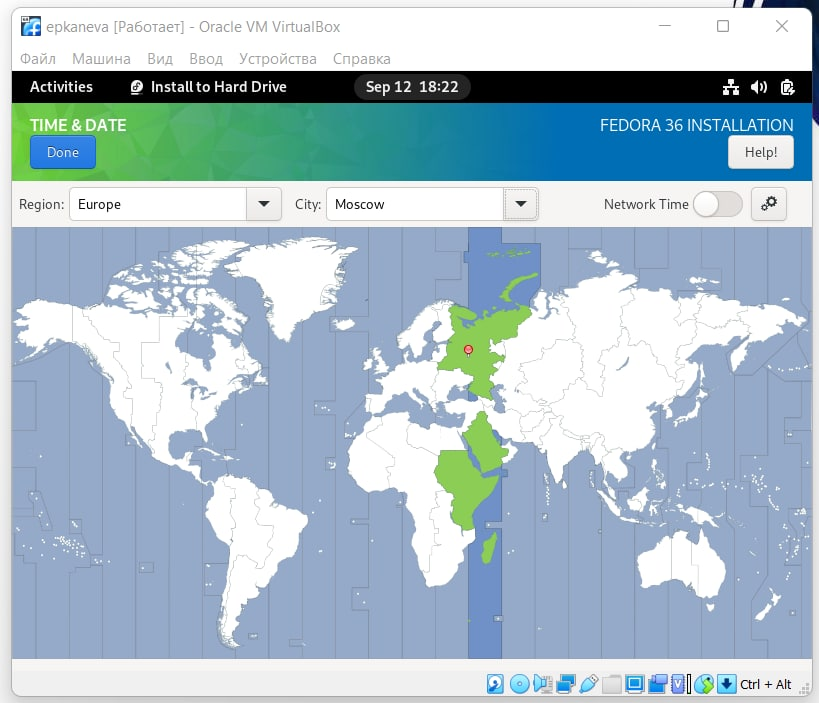 epkaneva [Работает] - Oracle VM VirtualBox
Файл Машина Вид Ввод Устройства Справка
Activities Install to Hard Drive Sep 12 18:22
TIME & DATE FEDORA 36 INSTALLATION
Done Help!
Region: Europe City: Moscow Network Time
Ctrl + Alt